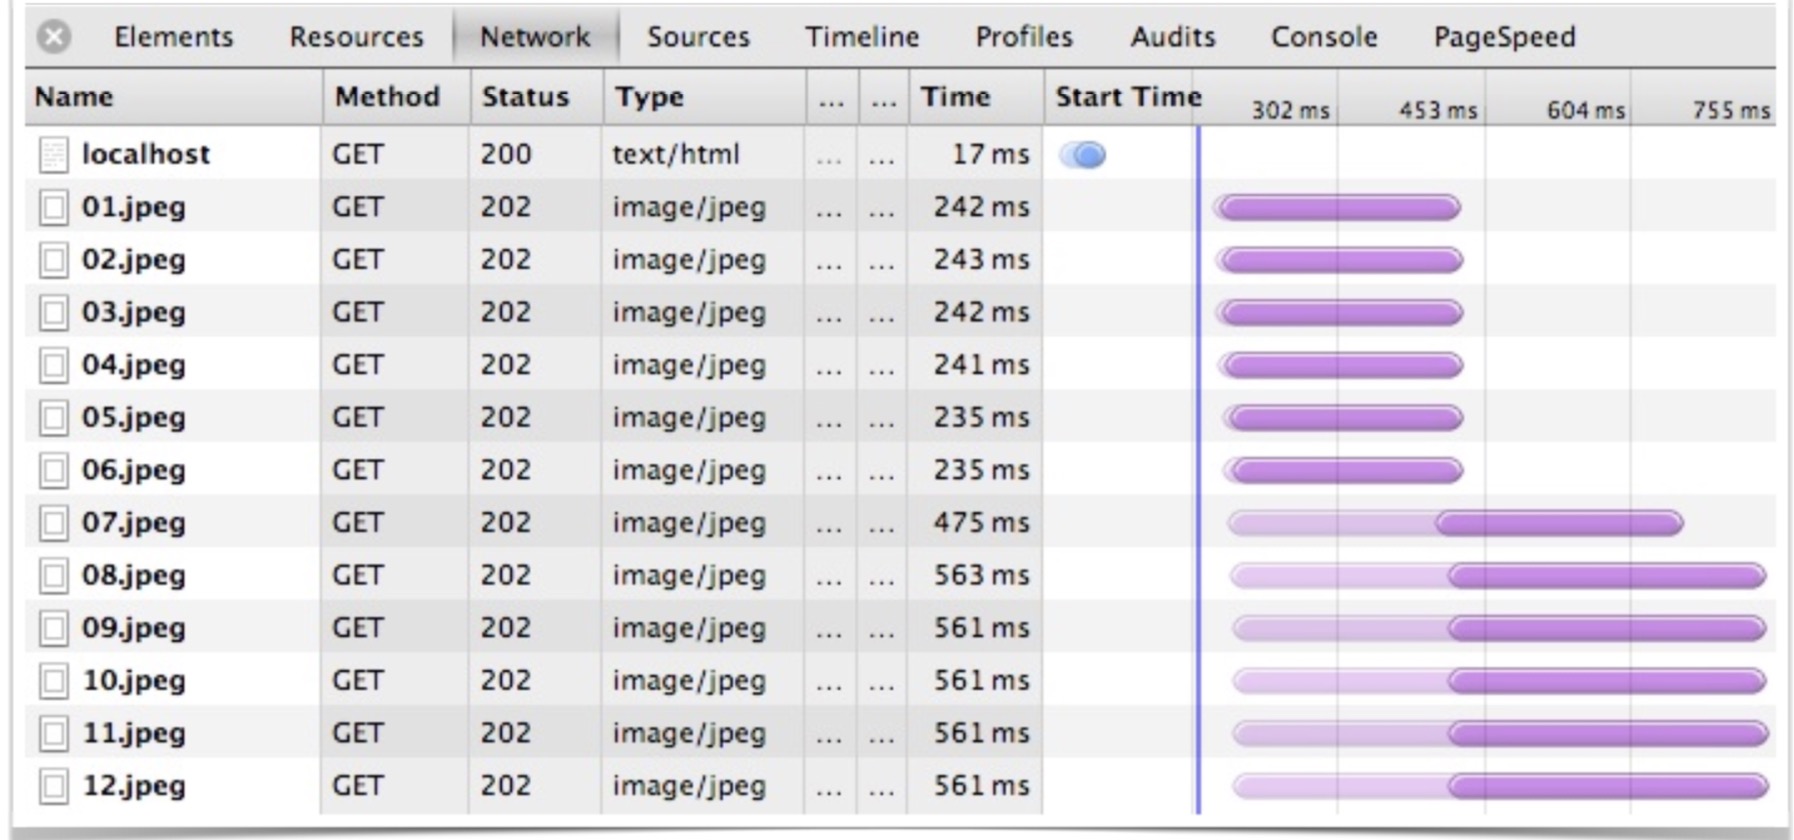 Elements Resources Network Sources Timeline Profiles Audits Console PageSpeed
Name Method Status Type ... ... Time Start Time 302 ms 453 ms 604 ms 755 ms
localhost GET 200 text/html ... ... 17 ms
01.jpeg GET 202 image/jpeg ... ... 242 ms
02.jpeg GET 202 image/jpeg ... ... 243 ms
03.jpeg GET 202 image/jpeg ... ... 242 ms
04.jpeg GET 202 image/jpeg ... ... 241 ms
05.jpeg GET 202 image/jpeg ... ... 235 ms
06.jpeg GET 202 image/jpeg ... ... 235 ms
07.jpeg GET 202 image/jpeg ... ... 475 ms
08.jpeg GET 202 image/jpeg ... ... 563 ms
09.jpeg GET 202 image/jpeg ... ... 561 ms
10.jpeg GET 202 image/jpeg ... ... 561 ms
11.jpeg GET 202 image/jpeg ... ... 561 ms
12.jpeg GET 202 image/jpeg ... ... 561 ms